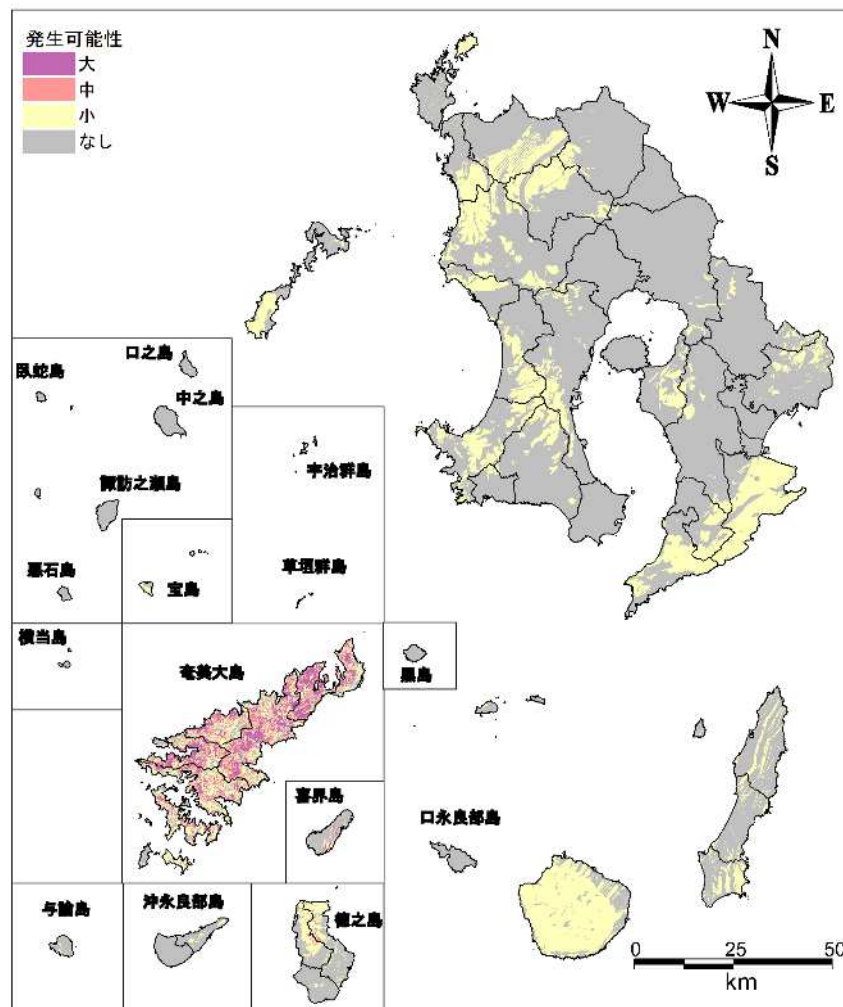 発生可能性
大
中
小
なし
N
W E
S
口之島
臥蛇島
中之島
宇治群島
諏訪之瀬島
草垣群島
悪石島
宝島
横当島
奄美大島
黒島
喜界島
口永良部島
与論島
沖永良部島
徳之島
0 25 50
km